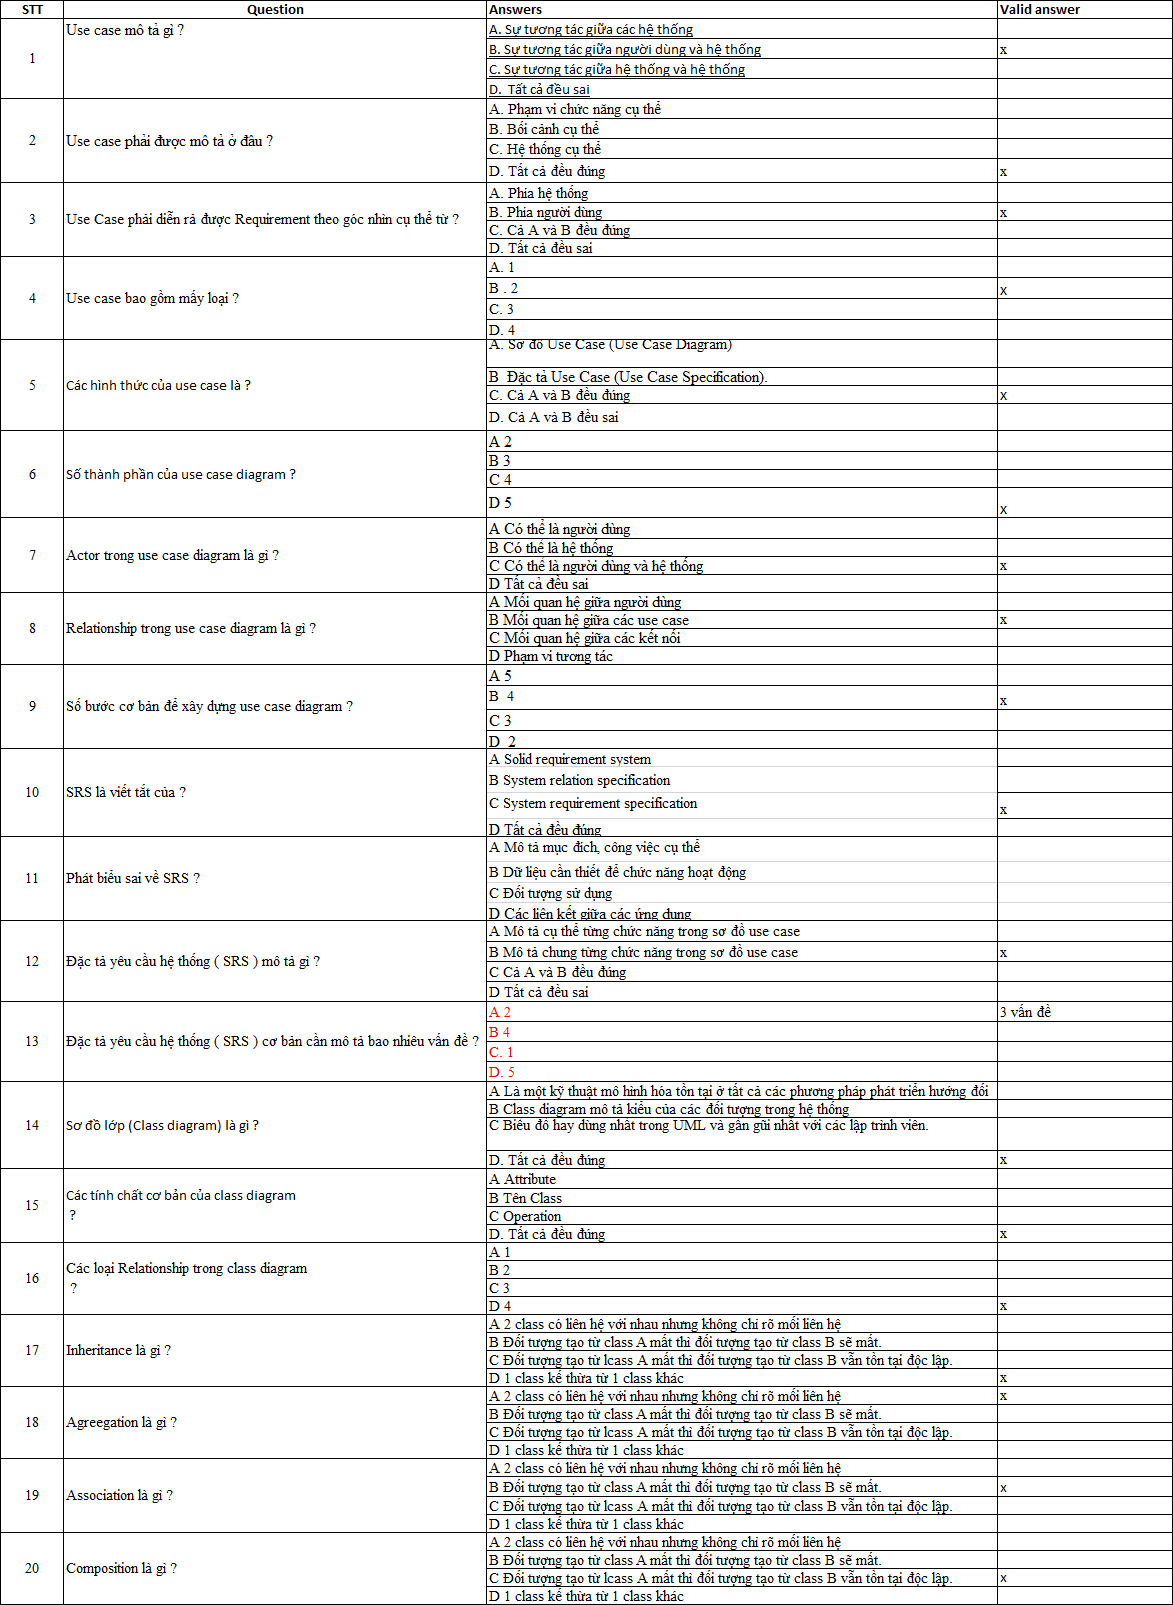 STT Question Answers Valid answer
1 Use case mô tả gì ? A. Sự tương tác giữa các hệ thống
B. Sự tương tác giữa người dùng và hệ thống x
C. Sự tương tác giữa hệ thống và hệ thống
D. Tất cả đều sai
2 Use case phải được mô tả ở đâu ? A. Phạm vi chức năng cụ thể
B. Bối cảnh cụ thể
C. Hệ thống cụ thể
D. Tất cả đều đúng x
3 Use Case phải diễn rả được Requirement theo góc nhìn cụ thể từ ? A. Phía hệ thống
B. Phía người dùng x
C. Cả A và B đều đúng
D. Tất cả đều sai
4 Use case bao gồm mấy loại ? A. 1
B . 2 x
C. 3
D. 4
5 Các hình thức của use case là ? A. Sơ đồ Use Case (Use Case Diagram)
B Đặc tả Use Case (Use Case Specification).
C. Cả A và B đều đúng x
D. Cả A và B đều sai
6 Số thành phần của use case diagram ? A 2
B 3
C 4
D 5 x
7 Actor trong use case diagram là gì ? A Có thể là người dùng
B Có thể là hệ thống
C Có thể là người dùng và hệ thống x
D Tất cả đều sai
8 Relationship trong use case diagram là gì ? A Mối quan hệ giữa người dùng
B Mối quan hệ giữa các use case x
C Mối quan hệ giữa các kết nối
D Phạm vi tương tác
9 Số bước cơ bản để xây dựng use case diagram ? A 5
B 4 x
C 3
D 2
10 SRS là viết tắt của ? A Solid requirement system
B System relation specification
C System requirement specification x
D Tất cả đều đúng
11 Phát biểu sai về SRS ? A Mô tả mục đích, công việc cụ thể
B Dữ liệu cần thiết để chức năng hoạt động
C Đối tượng sử dụng
D Các liên kết giữa các ứng dụng
12 Đặc tả yêu cầu hệ thống ( SRS ) mô tả gì ? A Mô tả cụ thể từng chức năng trong sơ đồ use case
B Mô tả chung từng chức năng trong sơ đồ use case x
C Cả A và B đều đúng
D Tất cả đều sai
13 Đặc tả yêu cầu hệ thống ( SRS ) cơ bản cần mô tả bao nhiêu vấn đề ? A 2 3 vấn đề
B 4
C. 1
D. 5
14 Sơ đồ lớp (Class diagram) là gì ? A Là một kỹ thuật mô hình hóa tồn tại ở tất cả các phương pháp phát triển hướng đối
B Class diagram mô tả kiểu của các đối tượng trong hệ thống
C Biểu đồ hay dùng nhất trong UML và gần gũi nhất với các lập trình viên.
D. Tất cả đều đúng x
15 Các tính chất cơ bản của class diagram
? A Attribute
B Tên Class
C Operation
D. Tất cả đều đúng x
16 Các loại Relationship trong class diagram
? A 1
B 2
C 3
D 4 x
17 Inheritance là gì ? A 2 class có liên hệ với nhau nhưng không chỉ rõ mối liên hệ
B Đối tượng tạo từ class A mất thì đối tượng tạo từ class B sẽ mất.
C Đối tượng tạo từ lcass A mất thì đối tượng tạo từ class B vẫn tồn tại độc lập.
D 1 class kế thừa từ 1 class khác x
18 Agreegation là gì ? A 2 class có liên hệ với nhau nhưng không chỉ rõ mối liên hệ x
B Đối tượng tạo từ class A mất thì đối tượng tạo từ class B sẽ mất.
C Đối tượng tạo từ lcass A mất thì đối tượng tạo từ class B vẫn tồn tại độc lập.
D 1 class kế thừa từ 1 class khác
19 Association là gì ? A 2 class có liên hệ với nhau nhưng không chỉ rõ mối liên hệ
B Đối tượng tạo từ class A mất thì đối tượng tạo từ class B sẽ mất. x
C Đối tượng tạo từ lcass A mất thì đối tượng tạo từ class B vẫn tồn tại độc lập.
D 1 class kế thừa từ 1 class khác
20 Composition là gì ? A 2 class có liên hệ với nhau nhưng không chỉ rõ mối liên hệ
B Đối tượng tạo từ class A mất thì đối tượng tạo từ class B sẽ mất.
C Đối tượng tạo từ lcass A mất thì đối tượng tạo từ class B vẫn tồn tại độc lập. x
D 1 class kế thừa từ 1 class khác